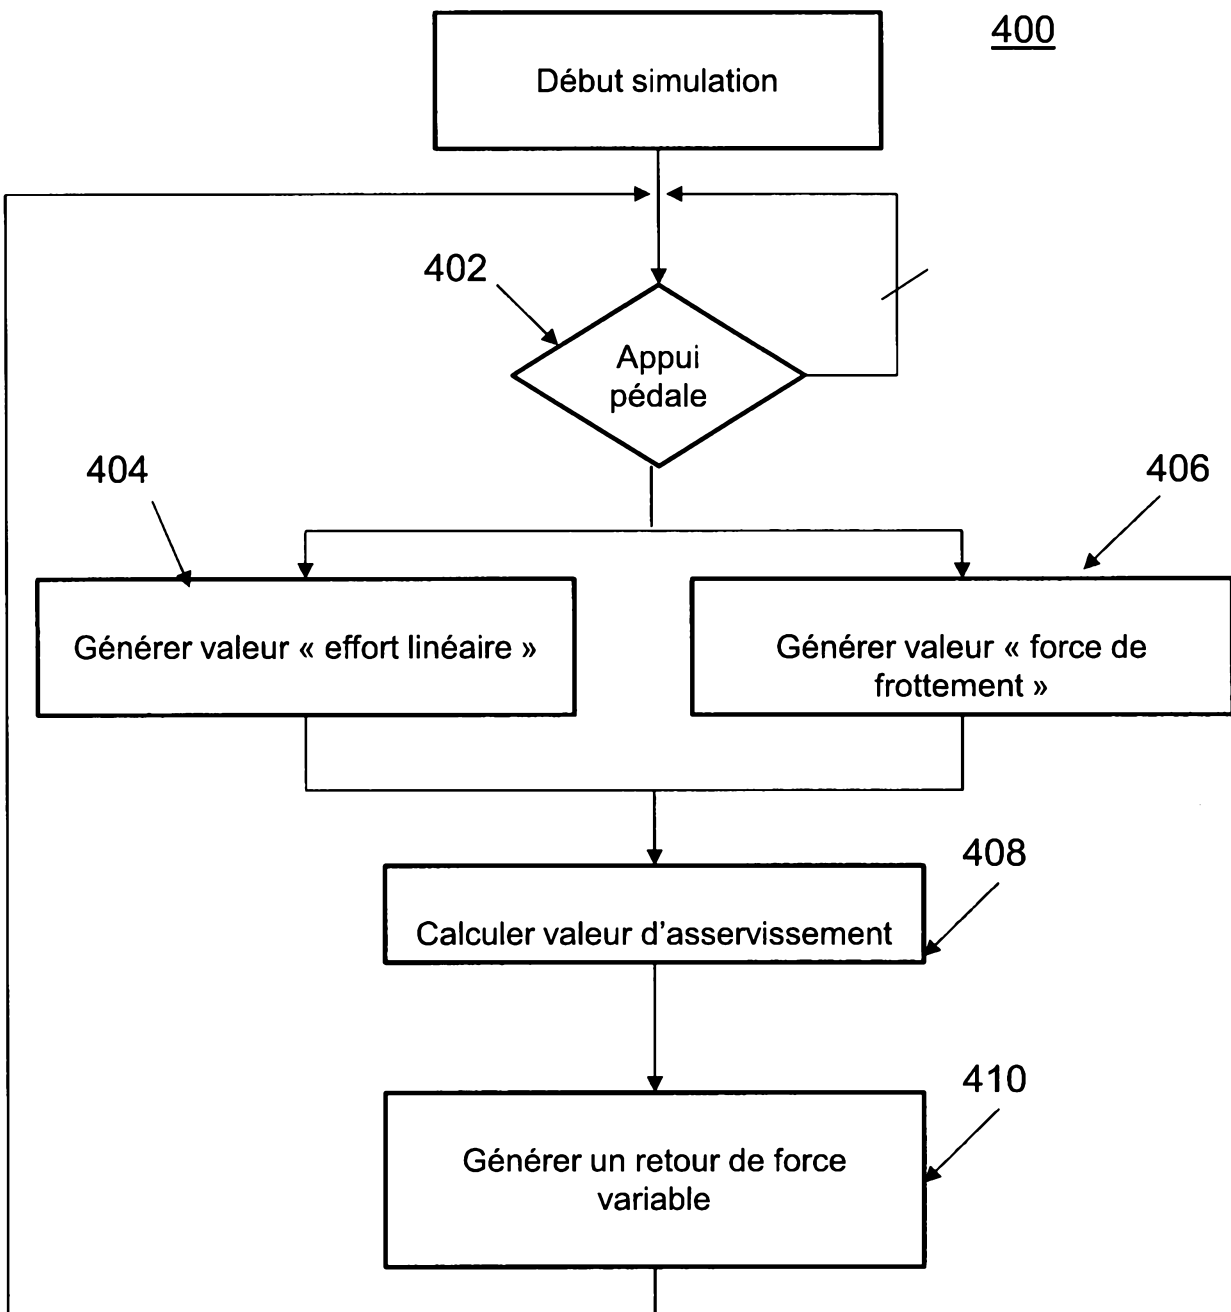 400
Début simulation
402
Appui
pédale
404
406
Générer valeur « effort linéaire »
Générer valeur « force de
frottement »
408
Calculer valeur d'asservissement
410
Générer un retour de force
variable